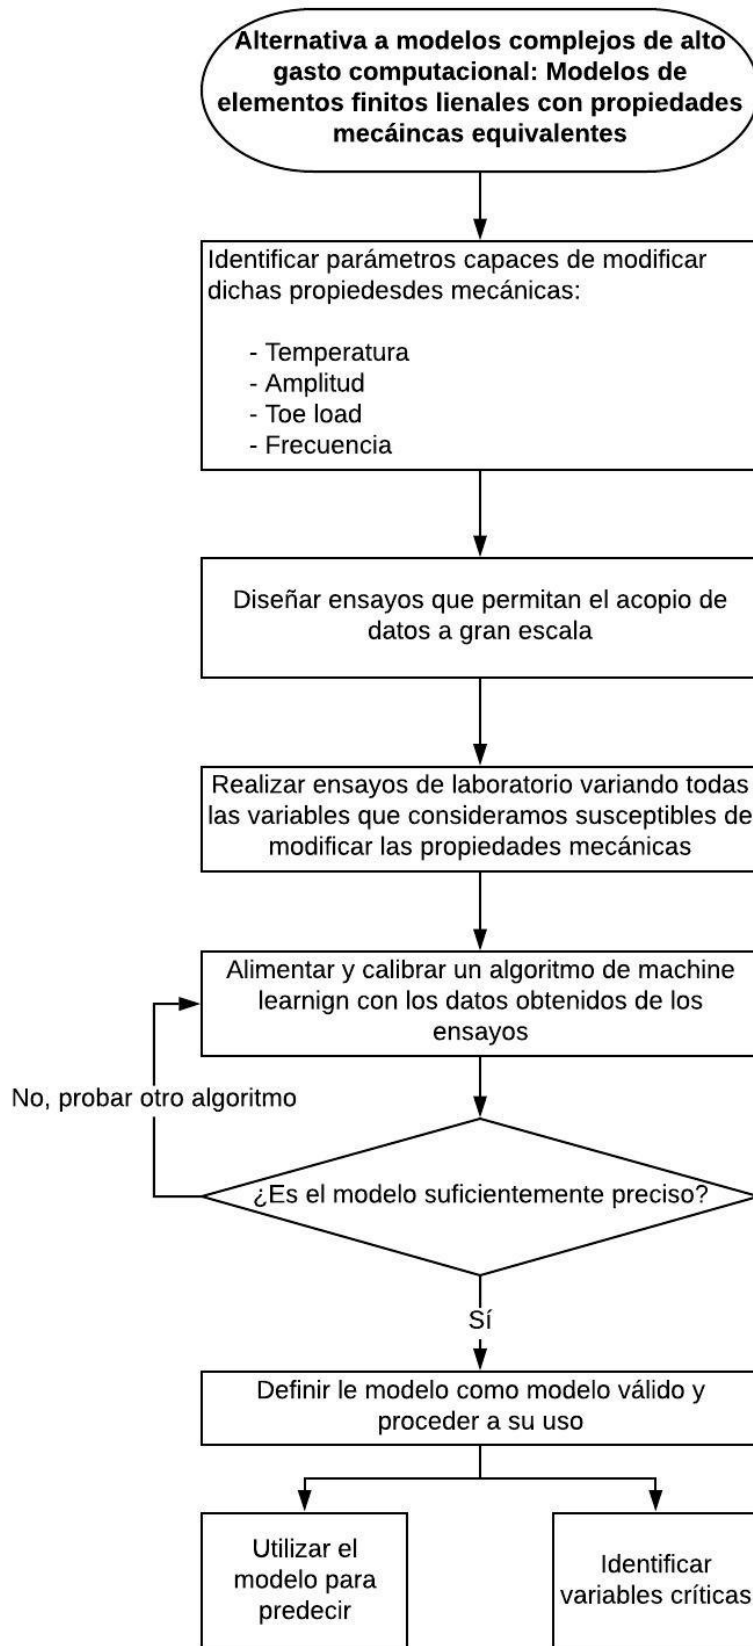 Alternativa a modelos complejos de alto
gasto computacional: Modelos de
elementos finitos lienales con propiedades
mecáincas equivalentes
Identificar parámetros capaces de modificar
dichas propiedesdes mecánicas:
- Temperatura
- Amplitud
- Toe load
- Frecuencia
Diseñar ensayos que permitan el acopio de
datos a gran escala
Realizar ensayos de laboratorio variando todas
las variables que consideramos susceptibles de
modificar las propiedades mecánicas
Alimentar y calibrar un algoritmo de machine
learnign con los datos obtenidos de los
ensayos
No, probar otro algoritmo
¿Es el modelo suficientemente preciso?
Sí
Definir le modelo como modelo válido y
proceder a su uso
Utilizar el
modelo para
predecir
Identificar
variables críticas